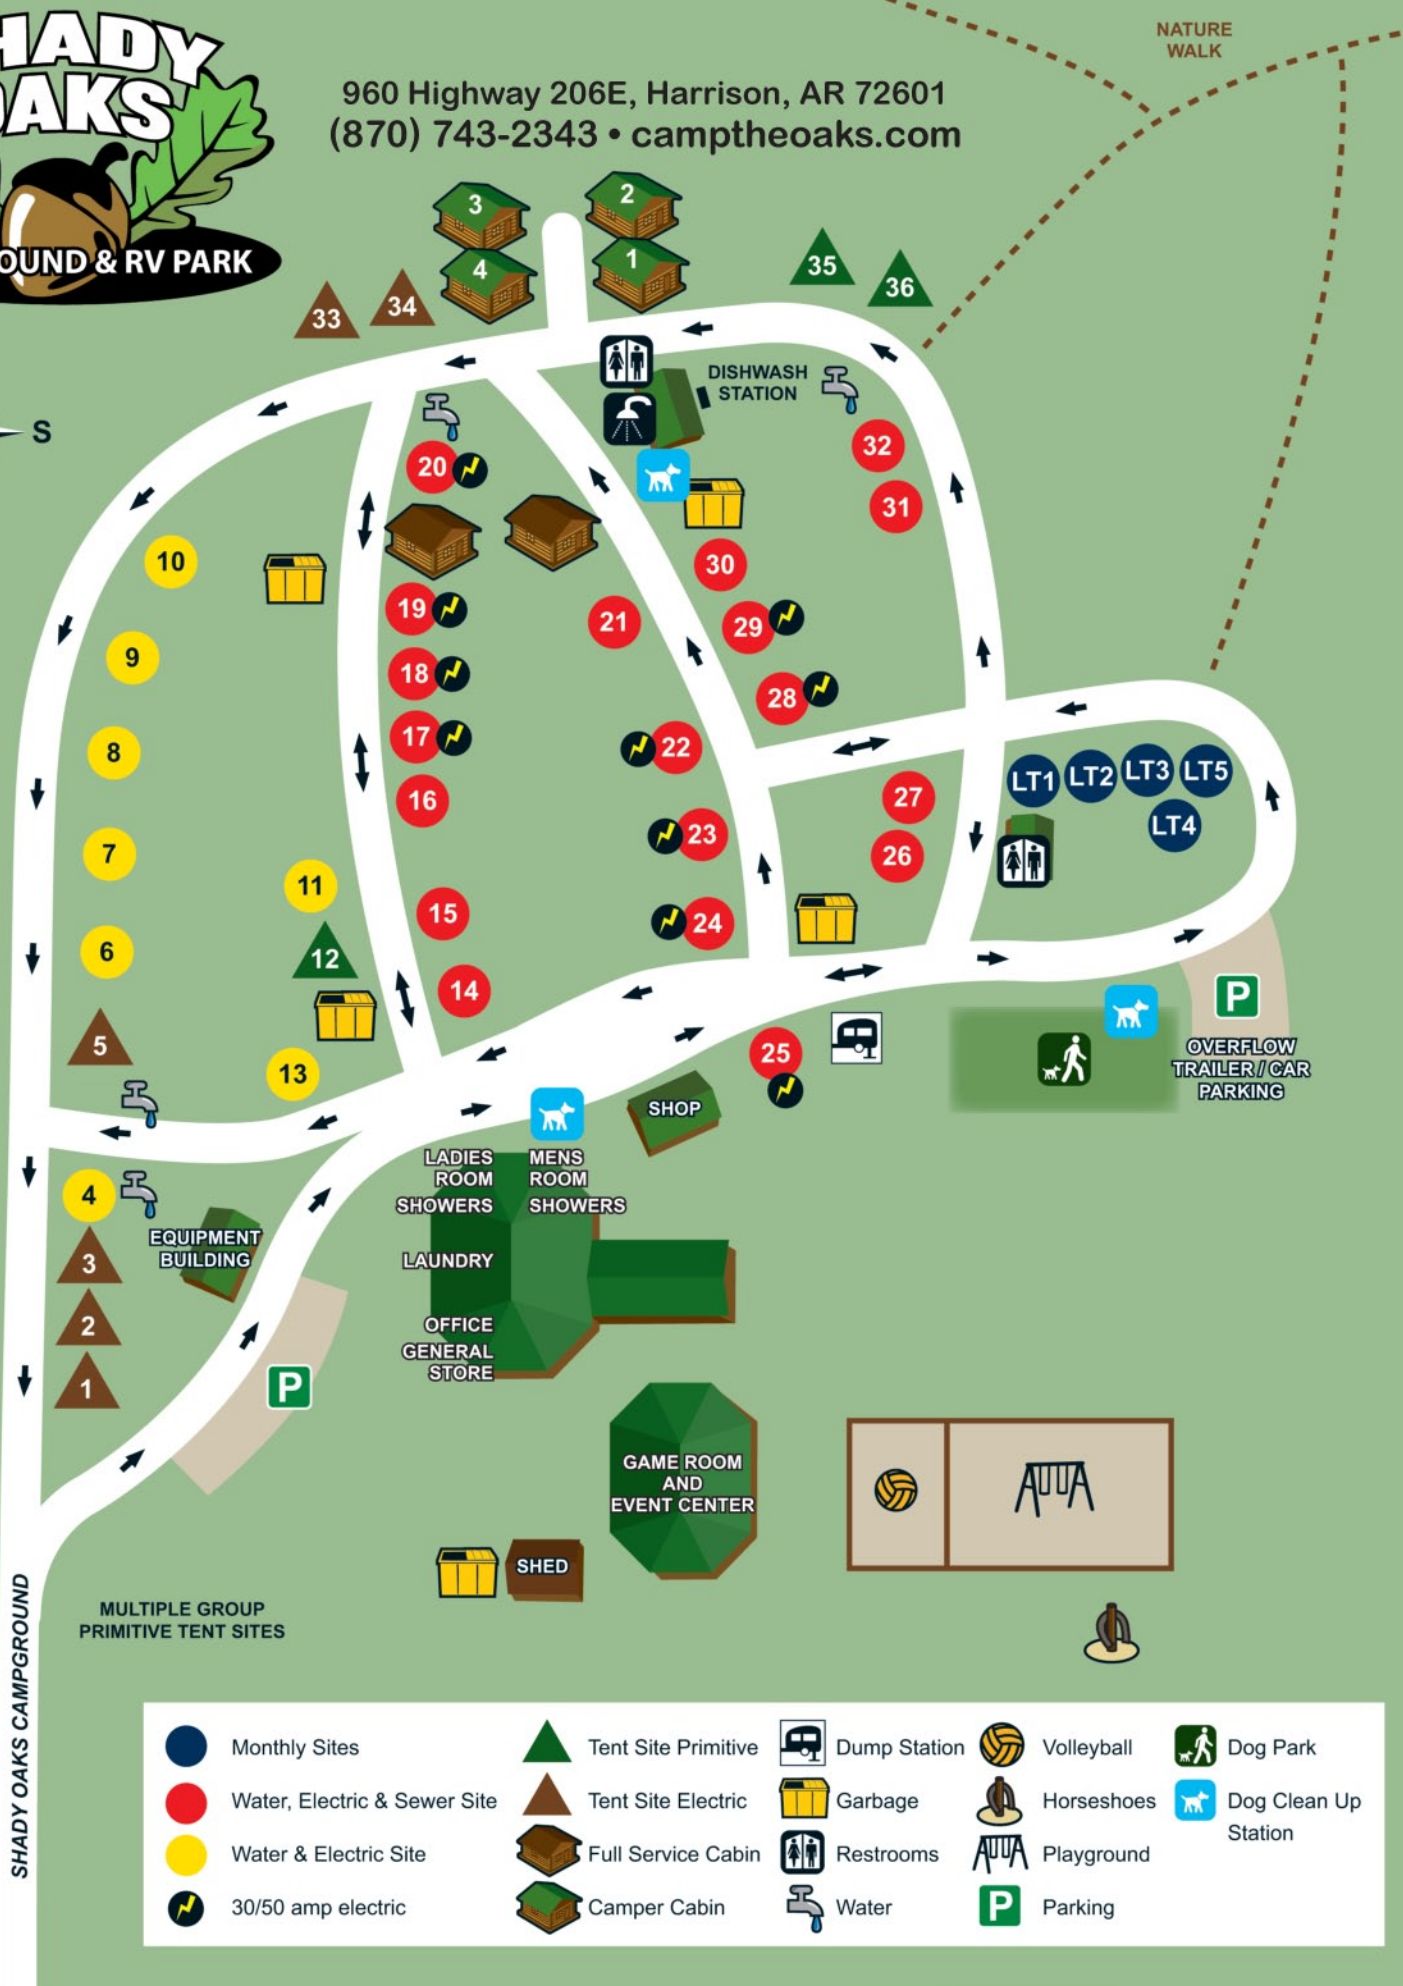 HADY
OAKS
OUND & RV PARK
960 Highway 206E, Harrison, AR 72601
(870) 743-2343 • camptheoaks.com
NATURE
WALK
3
2
4
1
35
36
33
34
DISHWASH
STATION
S
20
32
31
10
30
19
21
29
9
18
28
17
22
8
LT1
LT2
LT3
LT5
16
27
LT4
23
7
26
11
15
24
6
12
14
P
5
25
13
OVERFLOW
TRAILER / CAR
PARKING
SHOP
LADIES
ROOM
SHOWERS
MENS
ROOM
SHOWERS
4
EQUIPMENT
BUILDING
3
LAUNDRY
2
OFFICE
GENERAL
STORE
1
P
GAME ROOM
AND
EVENT CENTER
SHED
MULTIPLE GROUP
PRIMITIVE TENT SITES
SHADY OAKS CAMPGROUND
Monthly Sites
Water, Electric & Sewer Site
Water & Electric Site
30/50 amp electric
Tent Site Primitive
Tent Site Electric
Full Service Cabin
Camper Cabin
Dump Station
Garbage
Restrooms
Water
Volleyball
Horseshoes
Playground
P
Parking
Dog Park
Dog Clean Up
Station